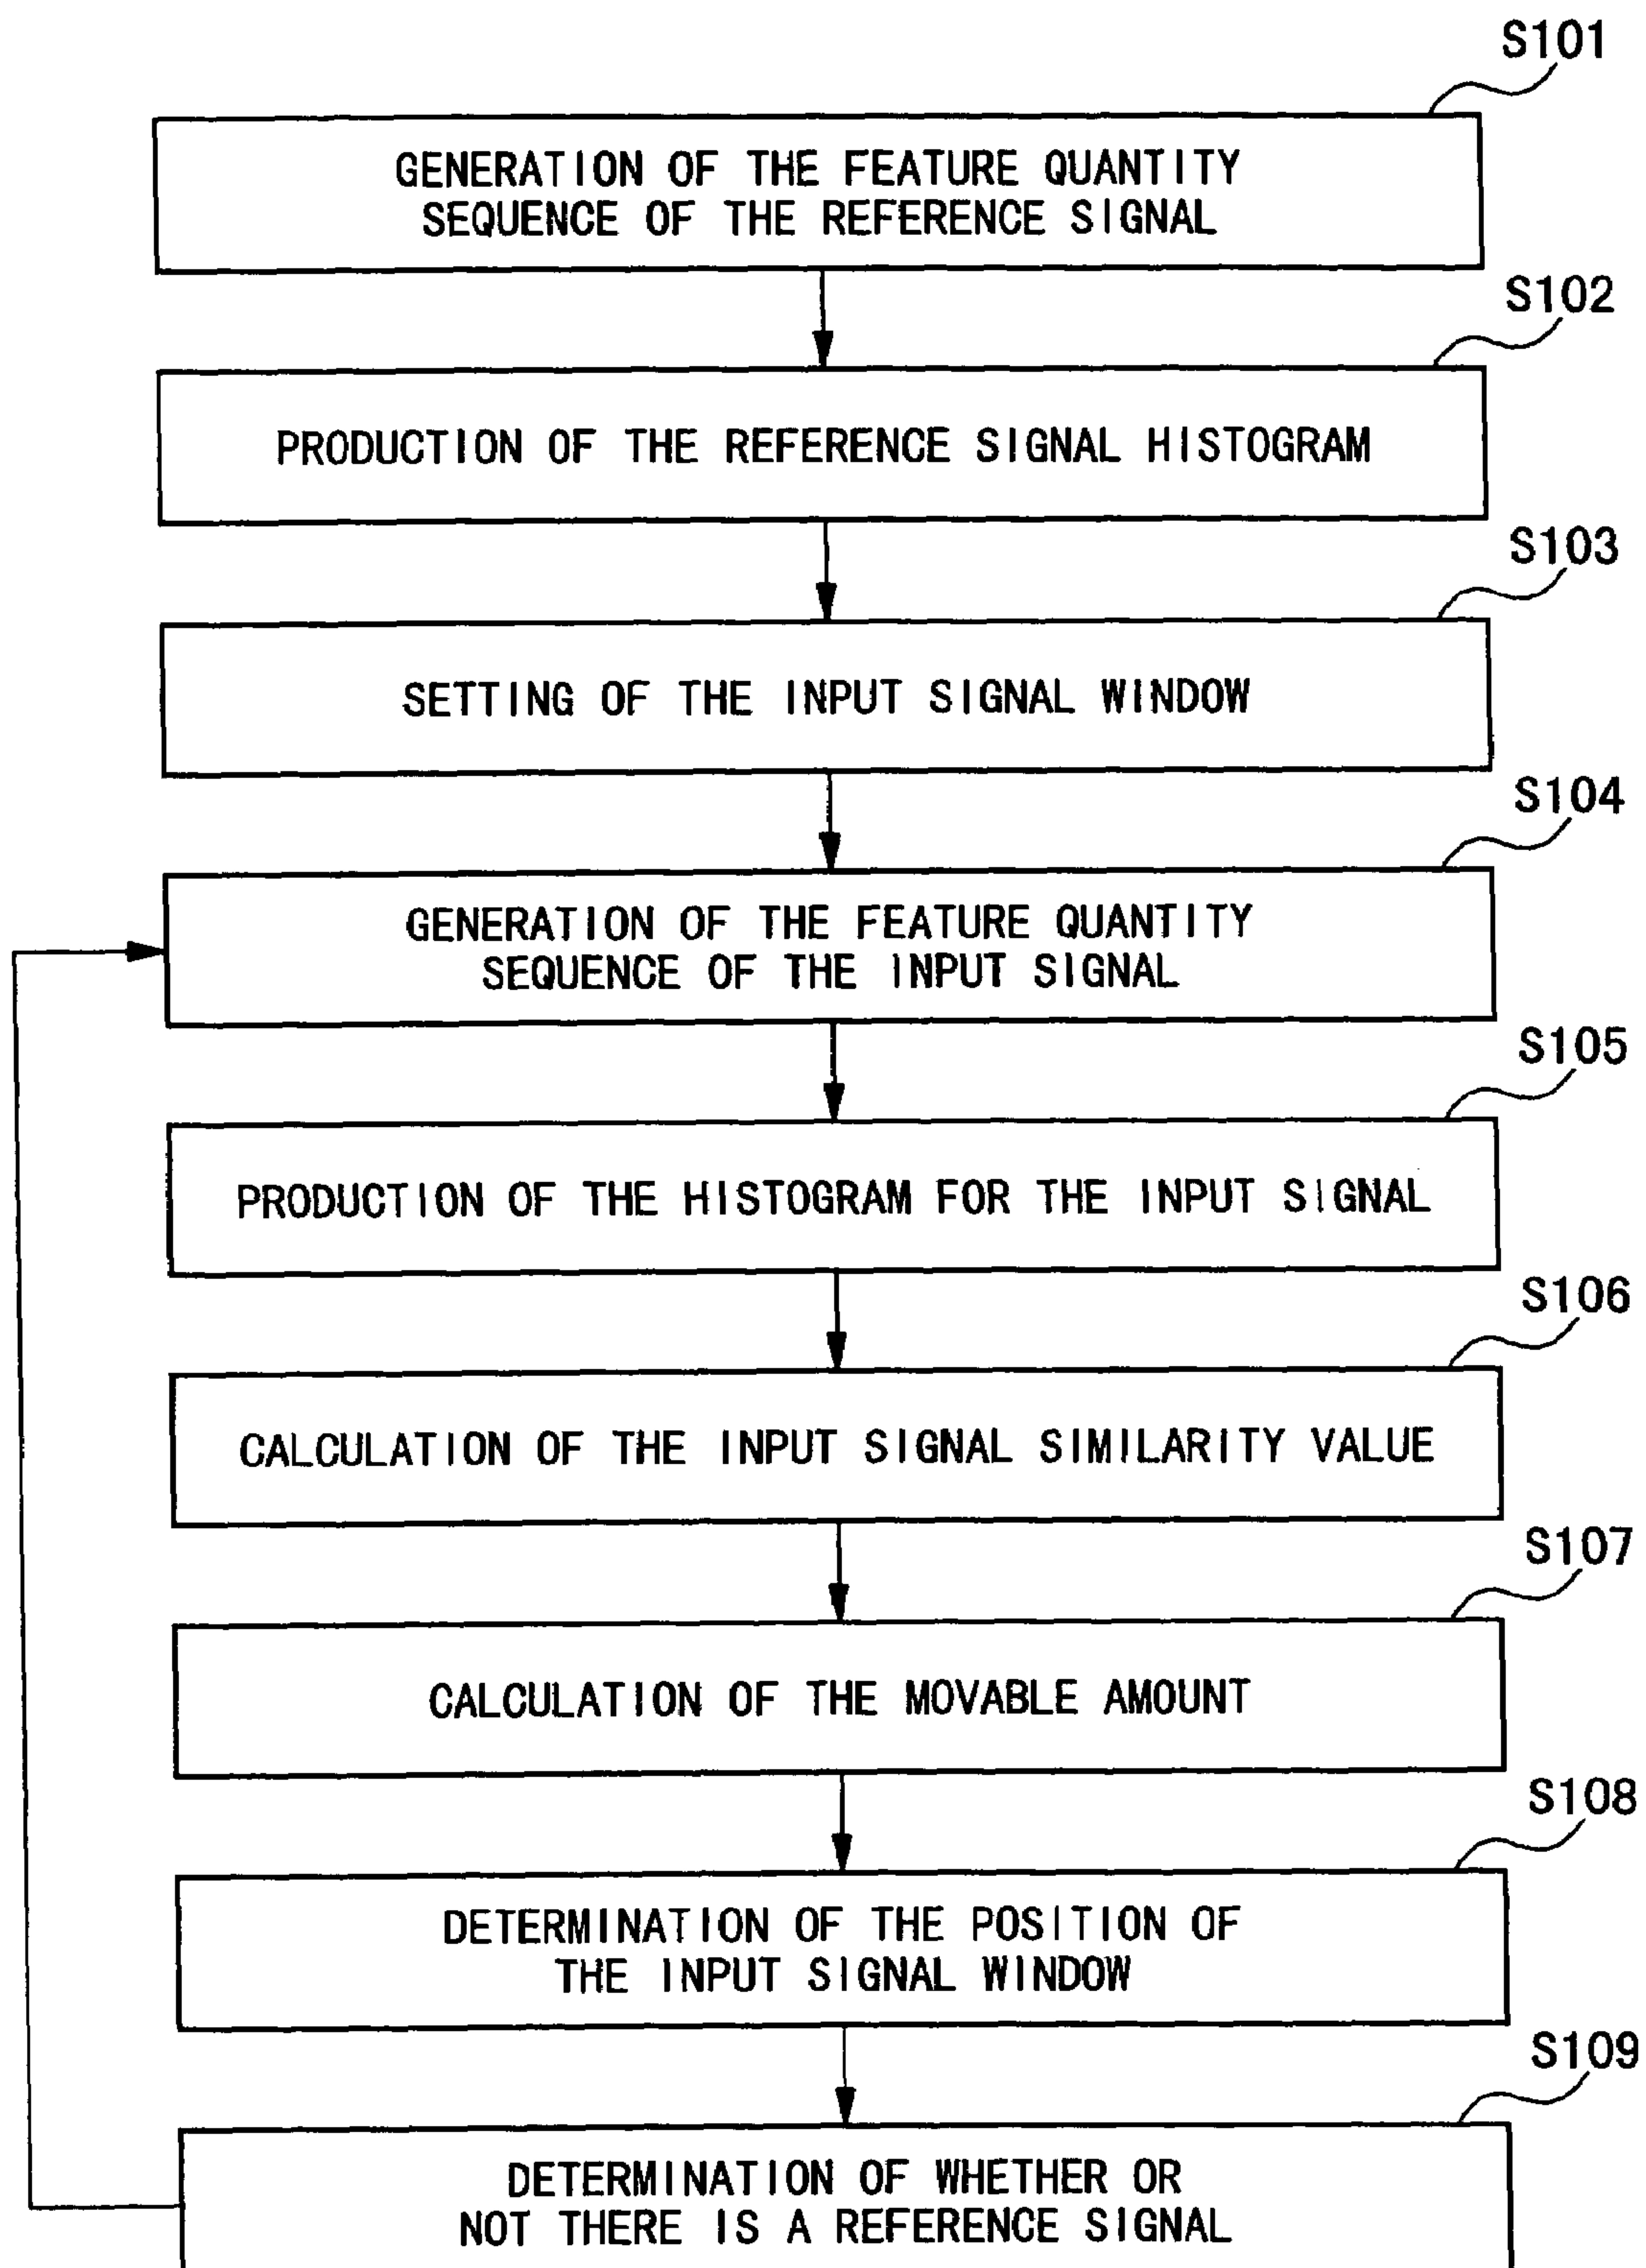 S101
GENERATION OF THE FEATURE QUANTITY
SEQUENCE OF THE REFERENCE SIGNAL
S102
PRODUCTION OF THE REFERENCE SIGNAL HISTOGRAM
S103
SETTING OF THE INPUT SIGNAL WINDOW
S104
GENERATION OF THE FEATURE QUANTITY
SEQUENCE OF THE INPUT SIGNAL
S105
PRODUCTION OF THE HISTOGRAM FOR THE INPUT SIGNAL
S106
CALCULATION OF THE INPUT SIGNAL SIMILARITY VALUE
S107
CALCULATION OF THE MOVABLE AMOUNT
S108
DETERMINATION OF THE POSITION OF
THE INPUT SIGNAL WINDOW
S109
DETERMINATION OF WHETHER OR
NOT THERE IS A REFERENCE SIGNAL